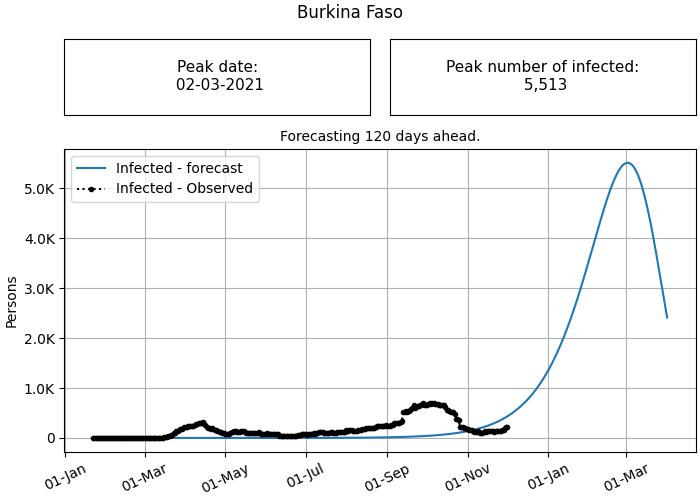 Burkina Faso
Peak date:
02-03-2021
Peak number of infected:
5,513
Forecasting 120 days ahead.
Infected - forecast
Infected - Observed
5.0K
4.0K
3.0K
2.0K
1.0K
0
Persons
01-Jan
01-Mar
01-May
01-Jul
01-Sep
01-Nov
01-Jan
01-Mar